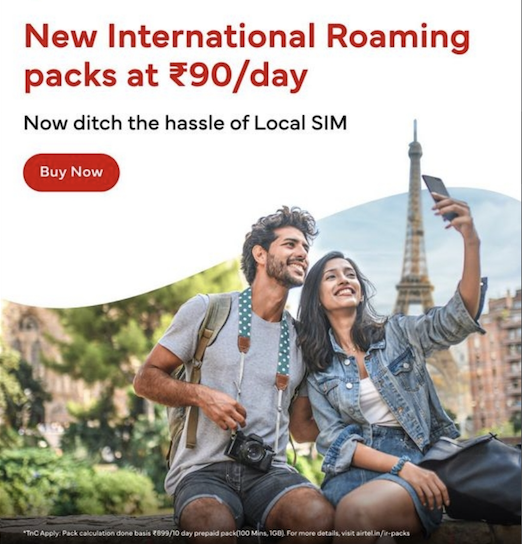 New International Roaming
packs at ₹90/day
Now ditch the hassle of Local SIM
Buy Now
*TnC Apply: Pack calculation done basis ₹899/10 day prepaid pack(100 Mins, 1GB). For more details, visit airtel.in/ir-packs